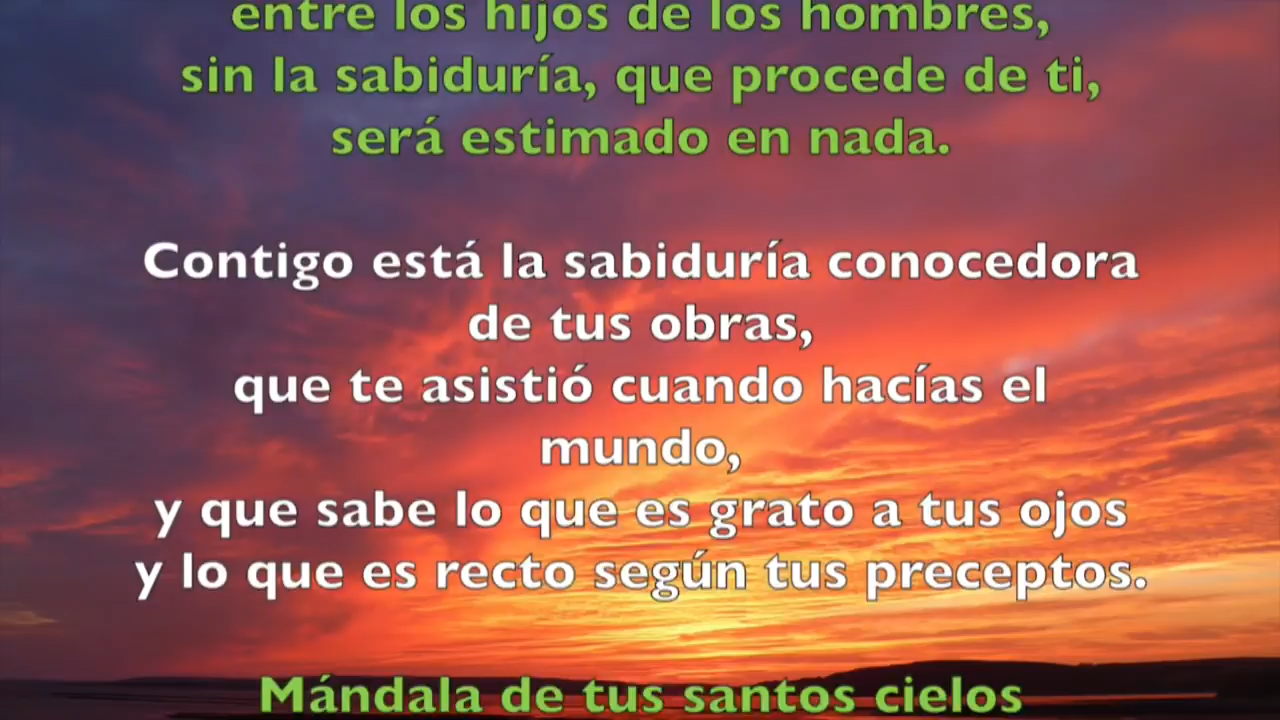 entre los hijos de los hombres,
sin la sabiduría, que procede de ti,
será estimado en nada.
Contigo está la sabiduría conocedora
de tus obras,
que te asistió cuando hacías el
mundo,
y que sabe lo que es grato a tus ojos
y lo que es recto según tus preceptos.
Mándala de tus santos cielos